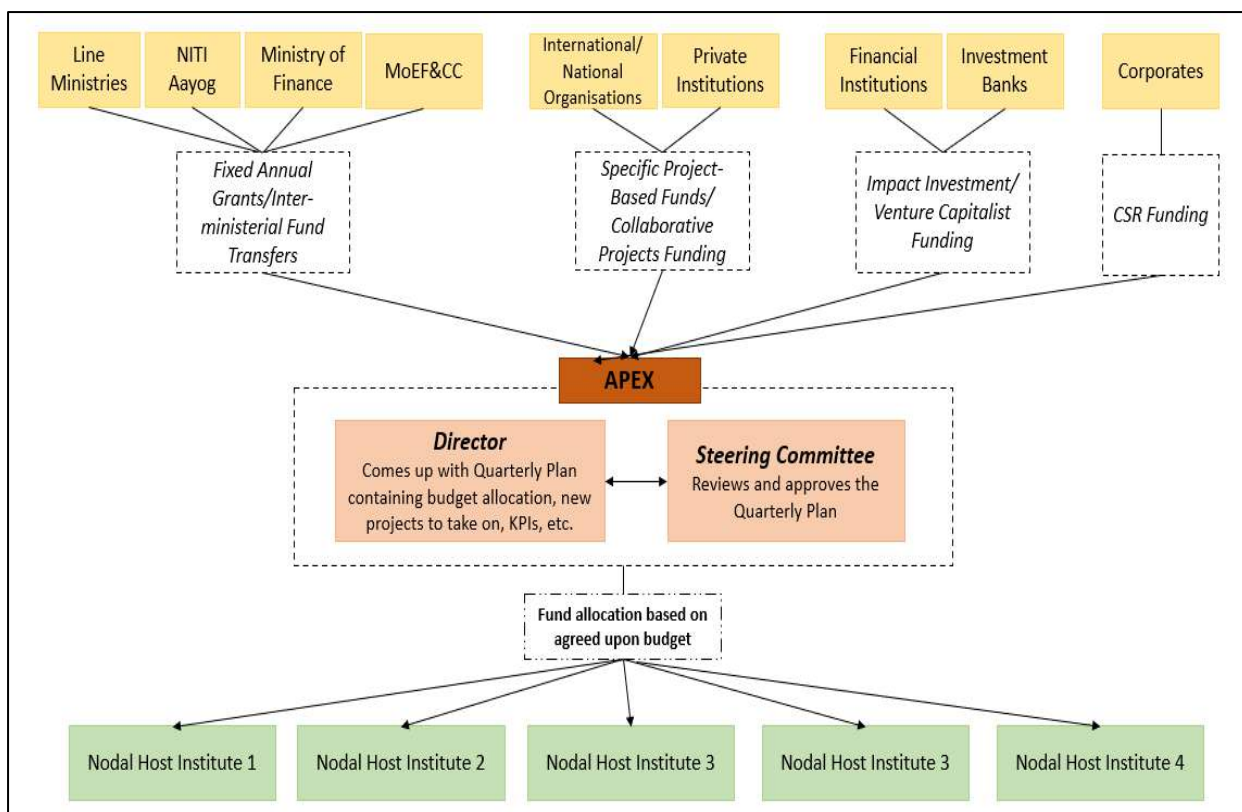 Line
Ministries
NITI
Aayog
Ministry of
Finance
MoEF&CC
International/
National
Organisations
Private
Institutions
Financial
Institutions
Investment
Banks
Corporates
Fixed Annual
Grants/Inter-
ministerial Fund
Transfers
Specific Project-
Based Funds/
Collaborative
Projects Funding
Impact Investment/
Venture Capitalist
Funding
CSR Funding
APEX
Director
Comes up with Quarterly Plan
containing budget allocation, new
projects to take on, KPIs, etc.
Steering Committee
Reviews and approves the
Quarterly Plan
Fund allocation based on
agreed upon budget
Nodal Host Institute 1
Nodal Host Institute 2
Nodal Host Institute 3
Nodal Host Institute 3
Nodal Host Institute 4